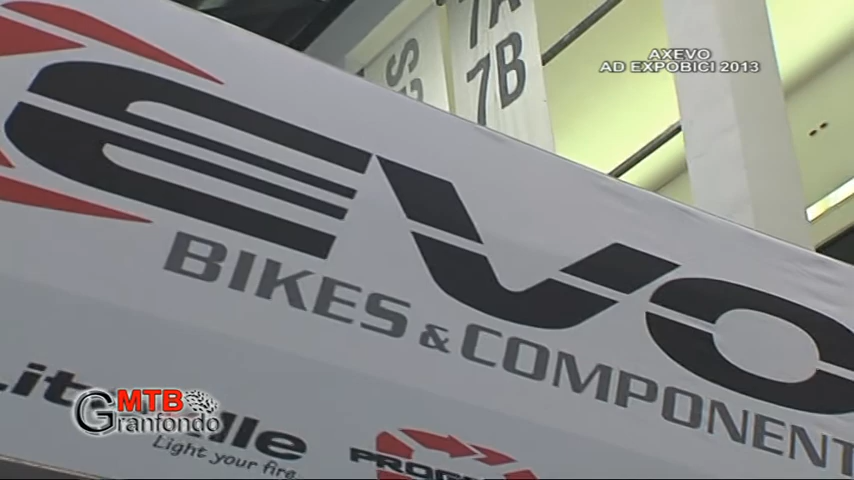 AXEVO
AD EXPOBICI 2013
7A
7B
EVO
BIKES & COMPONENT
MTB
Granfondo
Light your fire